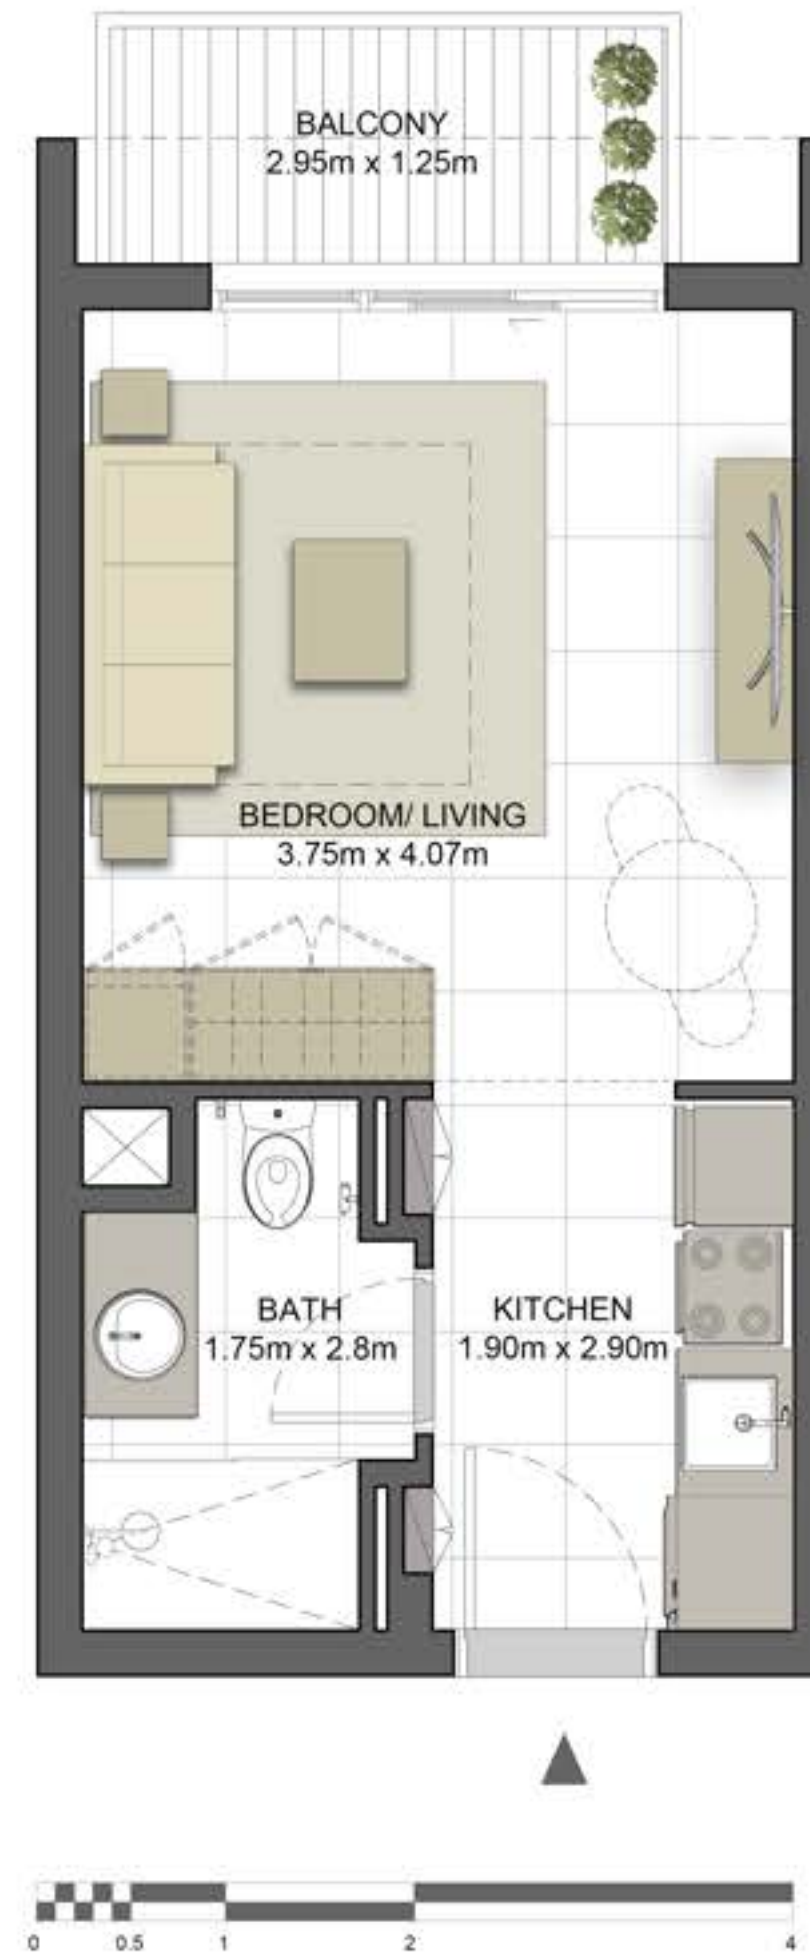 BALCONY
2.95m x 1.25m
BEDROOM/ LIVING
3.75m x 4.07m
BATH
1.75m x 2.8m
KITCHEN
1.90m x 2.90m
0 0.5 1 2 4